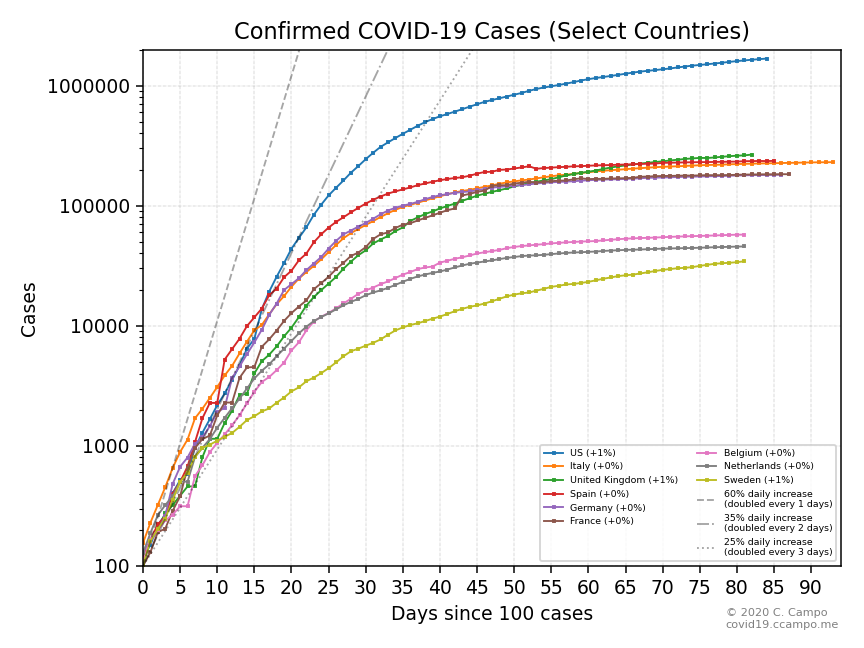 Confirmed COVID-19 Cases (Select Countries)
Cases
1000000
100000
10000
1000
100
0 5 10 15 20 25 30 35 40 45 50 55 60 65 70 75 80 85 90
Days since 100 cases
US (+1%)
Italy (+0%)
United Kingdom (+1%)
Spain (+0%)
Germany (+0%)
France (+0%)
Belgium (+0%)
Netherlands (+0%)
Sweden (+1%)
60% daily increase
(doubled every 1 days)
35% daily increase
(doubled every 2 days)
25% daily increase
(doubled every 3 days)
© 2020 C. Campo
covid19.ccampo.me